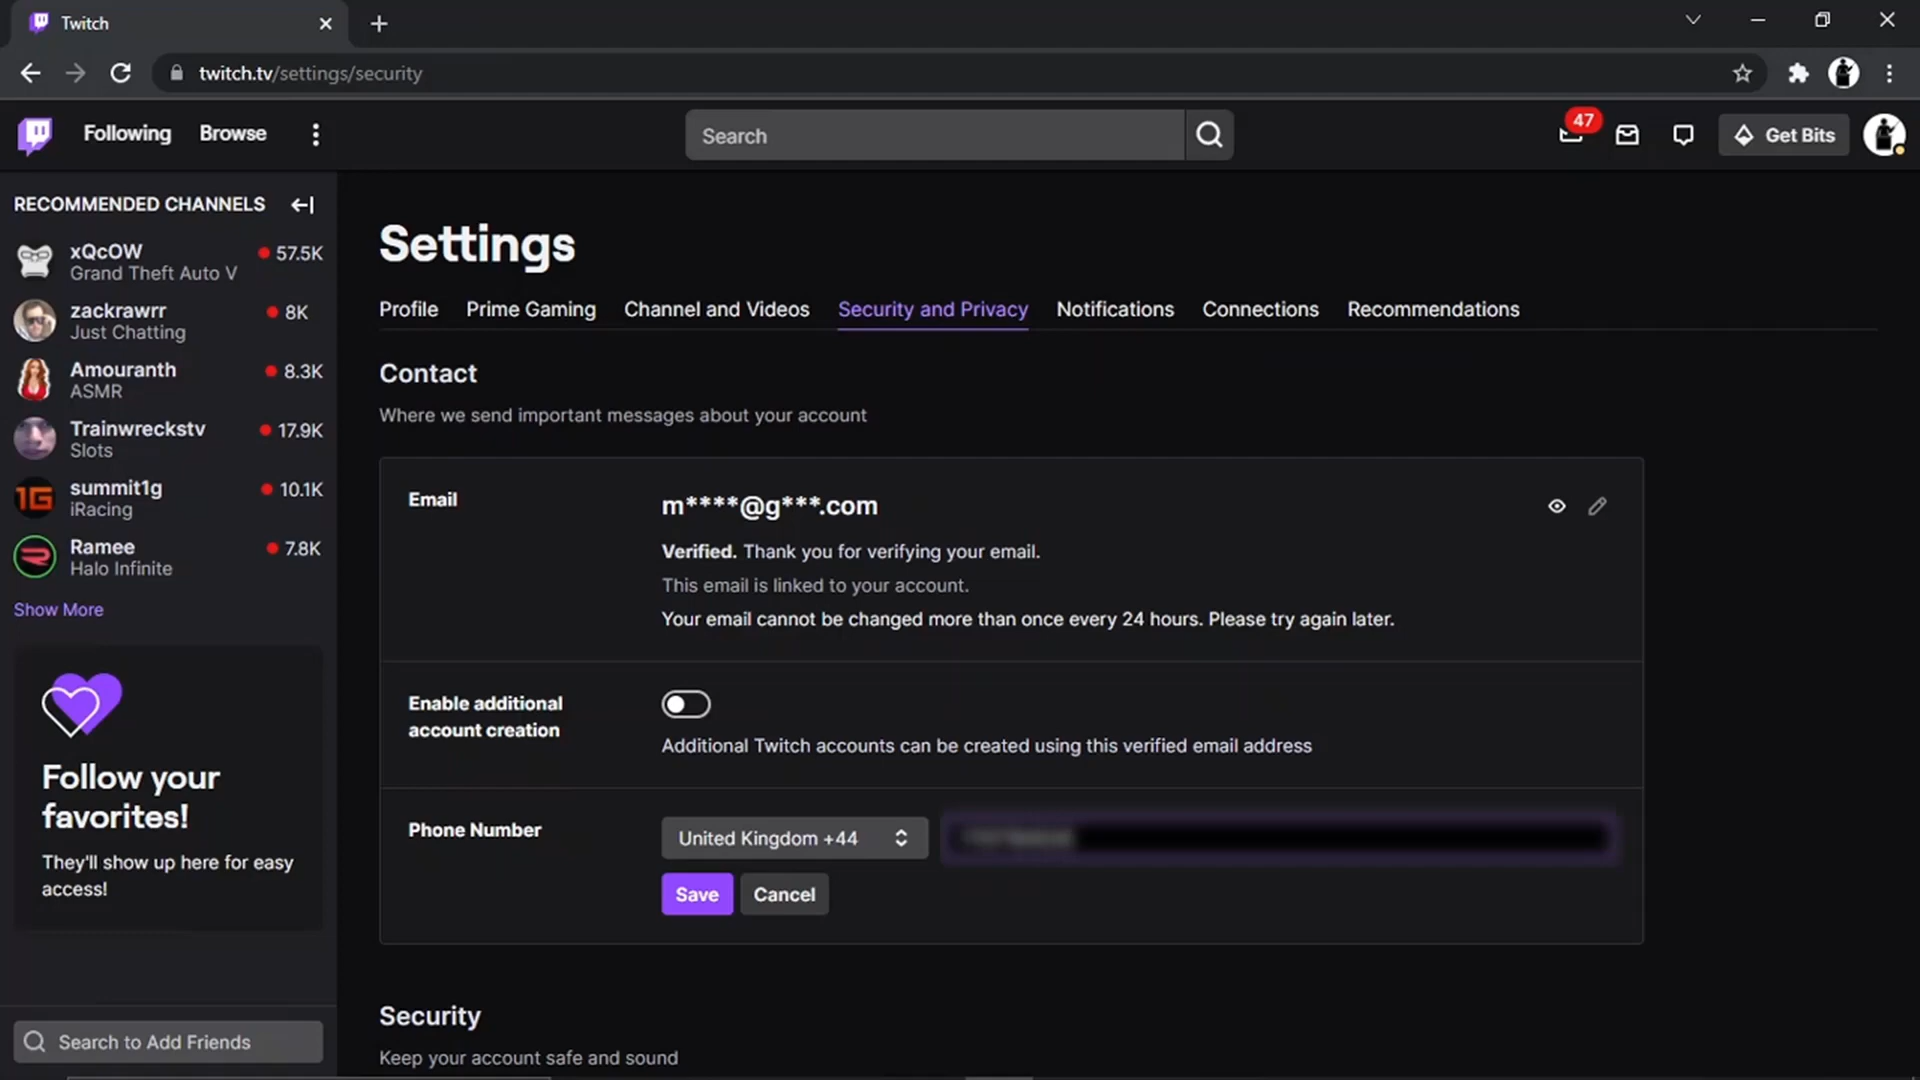 Twitch
twitch.tv/settings/security
Following Browse
Search
47
Get Bits
RECOMMENDED CHANNELS
xQcOW 57.5K
Grand Theft Auto V
zackrawrr 8K
Just Chatting
Amouranth 8.3K
ASMR
Trainwreckstv 17.9K
Slots
1G
summit1g 10.1K
iRacing
Ramee 7.8K
Halo Infinite
Show More
Follow your
favorites!
They'll show up here for easy
access!
Search to Add Friends
Settings
Profile Prime Gaming Channel and Videos Security and Privacy Notifications Connections Recommendations
Contact
Where we send important messages about your account
Email
m****@g***.com
Verified. Thank you for verifying your email.
This email is linked to your account.
Your email cannot be changed more than once every 24 hours. Please try again later.
Enable additional
account creation
Additional Twitch accounts can be created using this verified email address
Phone Number
United Kingdom +44
Save Cancel
Security
Keep your account safe and sound